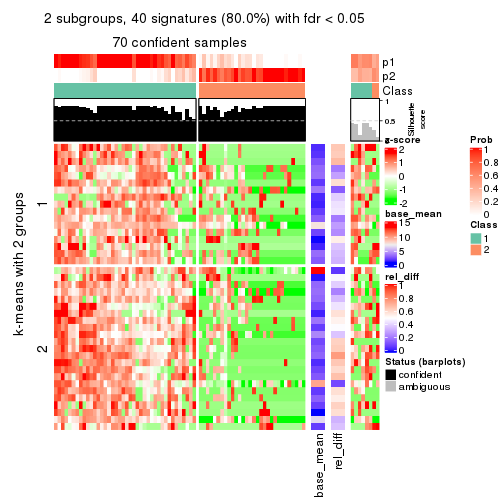 2 subgroups, 40 signatures (80.0%) with fdr < 0.05
70 confident samples
p1
p2
Class
1
0.5
Silhouette
score
k-means with 2 groups
1
2
base_mean
rel_diff
z-score
2
1
0
-1
-2
base_mean
15
10
5
0
rel_diff
1
0.8
0.6
0.4
0.2
0
Status (barplots)
confident
ambiguous
Prob
1
0.8
0.6
0.4
0.2
0
Class
1
2